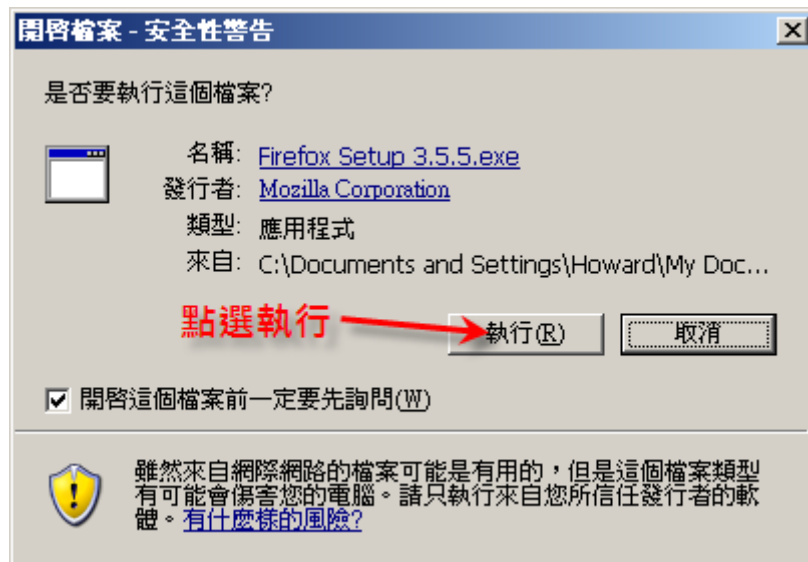 開啓檔案 - 安全性警告
是否要執行這個檔案?
名稱: Firefox Setup 3.5.5.exe
發行者: Mozilla Corporation
類型: 應用程式
來自: C:\Documents and Settings\Howard\My Doc...
點選執行
執行(R) 取消
開啓這個檔案前一定要先詢問(W)
雖然來自網際網路的檔案可能是有用的，但是這個檔案類型
有可能會傷害您的電腦。請只執行來自您所信任發行者的軟
體。有什麼樣的風險?